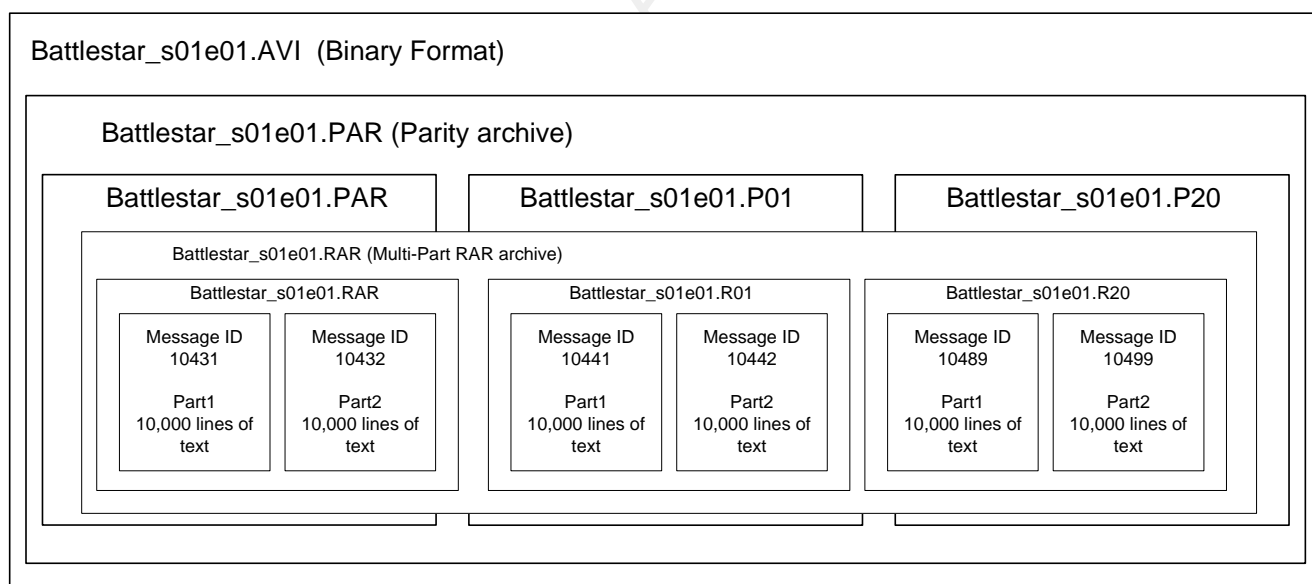 Battlestar_s01e01.AVI (Binary Format)
Battlestar_s01e01.PAR (Parity archive)
Battlestar_s01e01.PAR
Battlestar_s01e01.P01
Battlestar_s01e01.P20
Battlestar_s01e01.RAR (Multi-Part RAR archive)
Battlestar_s01e01.RAR
Battlestar_s01e01.R01
Battlestar_s01e01.R20
Message ID
10431
Part1
10,000 lines of
text
Message ID
10432
Part2
10,000 lines of
text
Message ID
10441
Part1
10,000 lines of
text
Message ID
10442
Part2
10,000 lines of
text
Message ID
10489
Part1
10,000 lines of
text
Message ID
10499
Part2
10,000 lines of
text